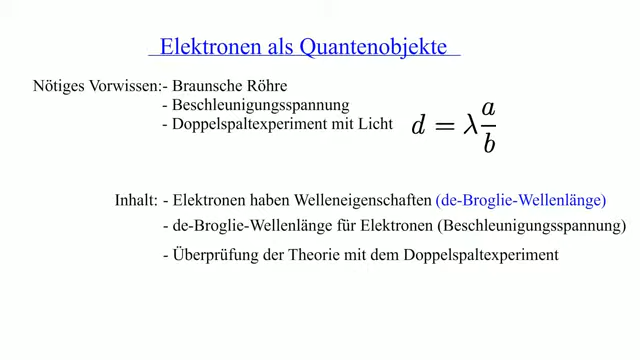 Elektronen als Quantenobjekte
Nötiges Vorwissen:- Braunsche Röhre
- Beschleunigungsspannung
- Doppelspaltexperiment mit Licht
d = λ a/b
Inhalt: - Elektronen haben Welleneigenschaften (de-Broglie-Wellenlänge)
- de-Broglie-Wellenlänge für Elektronen (Beschleunigungsspannung)
- Überprüfung der Theorie mit dem Doppelspaltexperiment